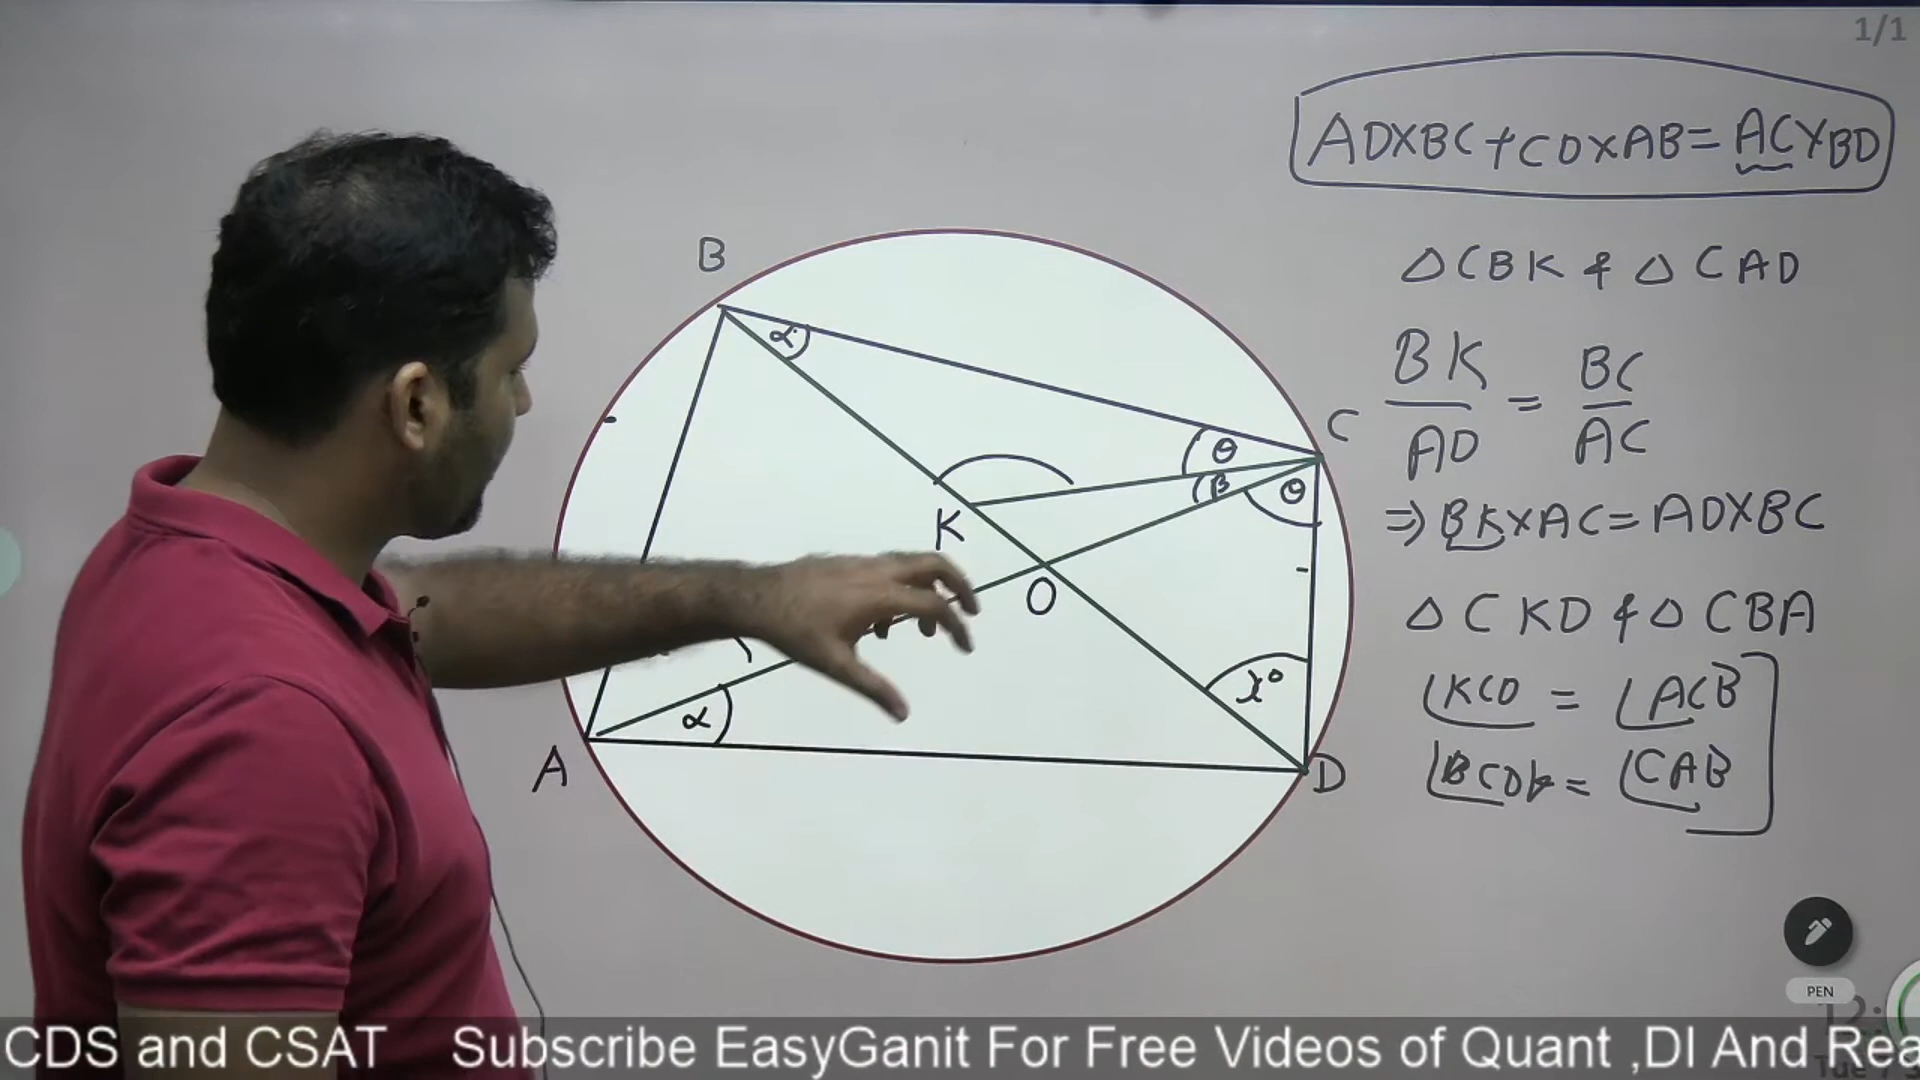 1/1
ADXBC+CDXAB=ACXBD
B
△CBK & △CAD
α
BK/AD = BC/AC
C
θ
β
θ
K
⇒ BKXAC=ADXBC
O
△CKD & △CBA
x°
∠KCD = ∠ACB
α
A
D
= ∠CAB
PEN
CDS and CSAT Subscribe EasyGanit For Free Videos of Quant ,DI And Rea